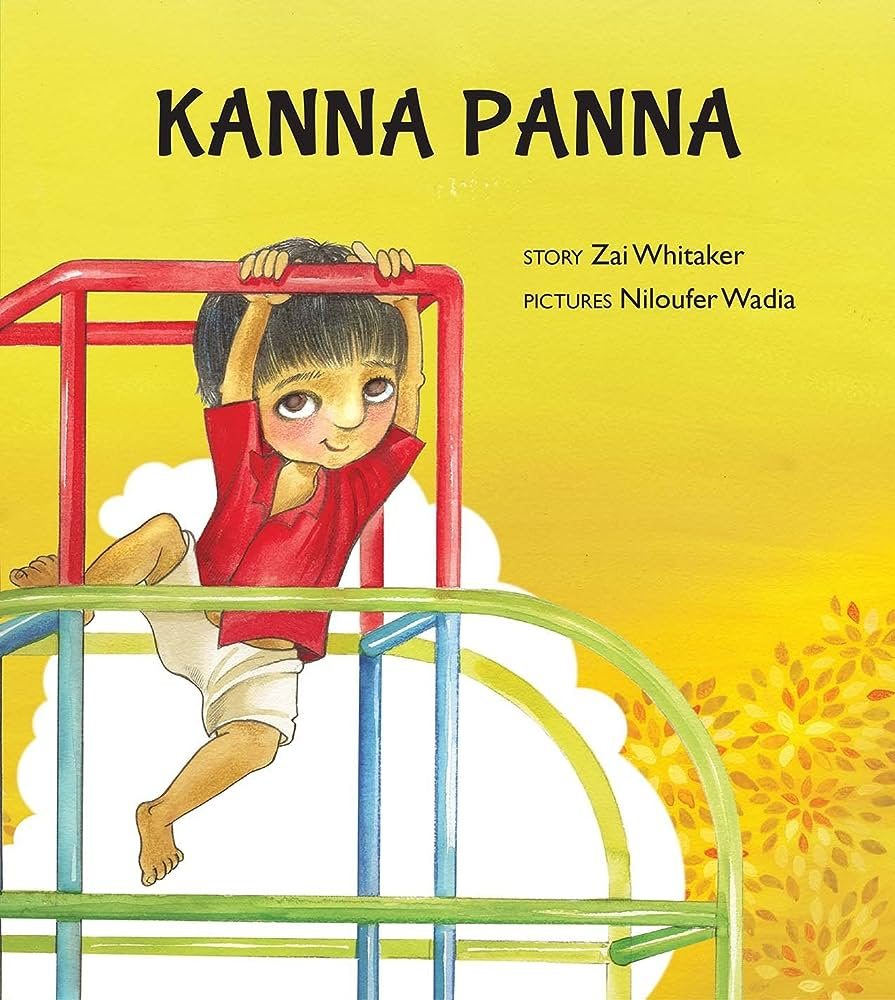 KANNA PANNA
STORY Zai Whitaker
PICTURES Niloufer Wadia